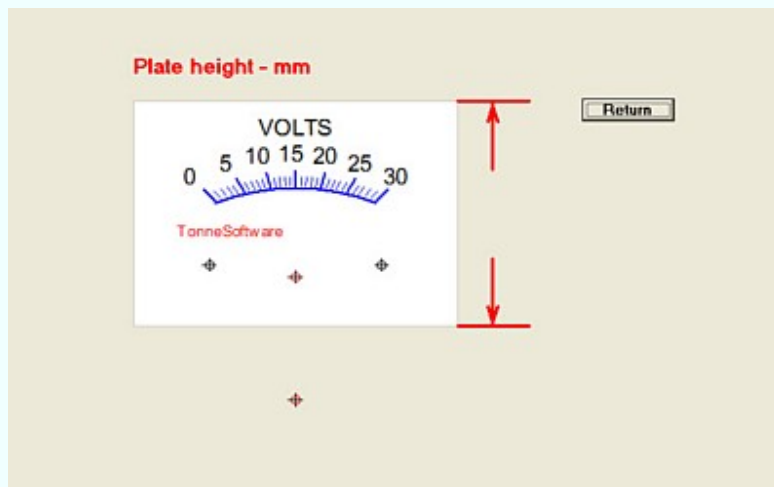 Plate height - mm
Return
VOLTS
0 5 10 15 20 25 30
TonneSoftware